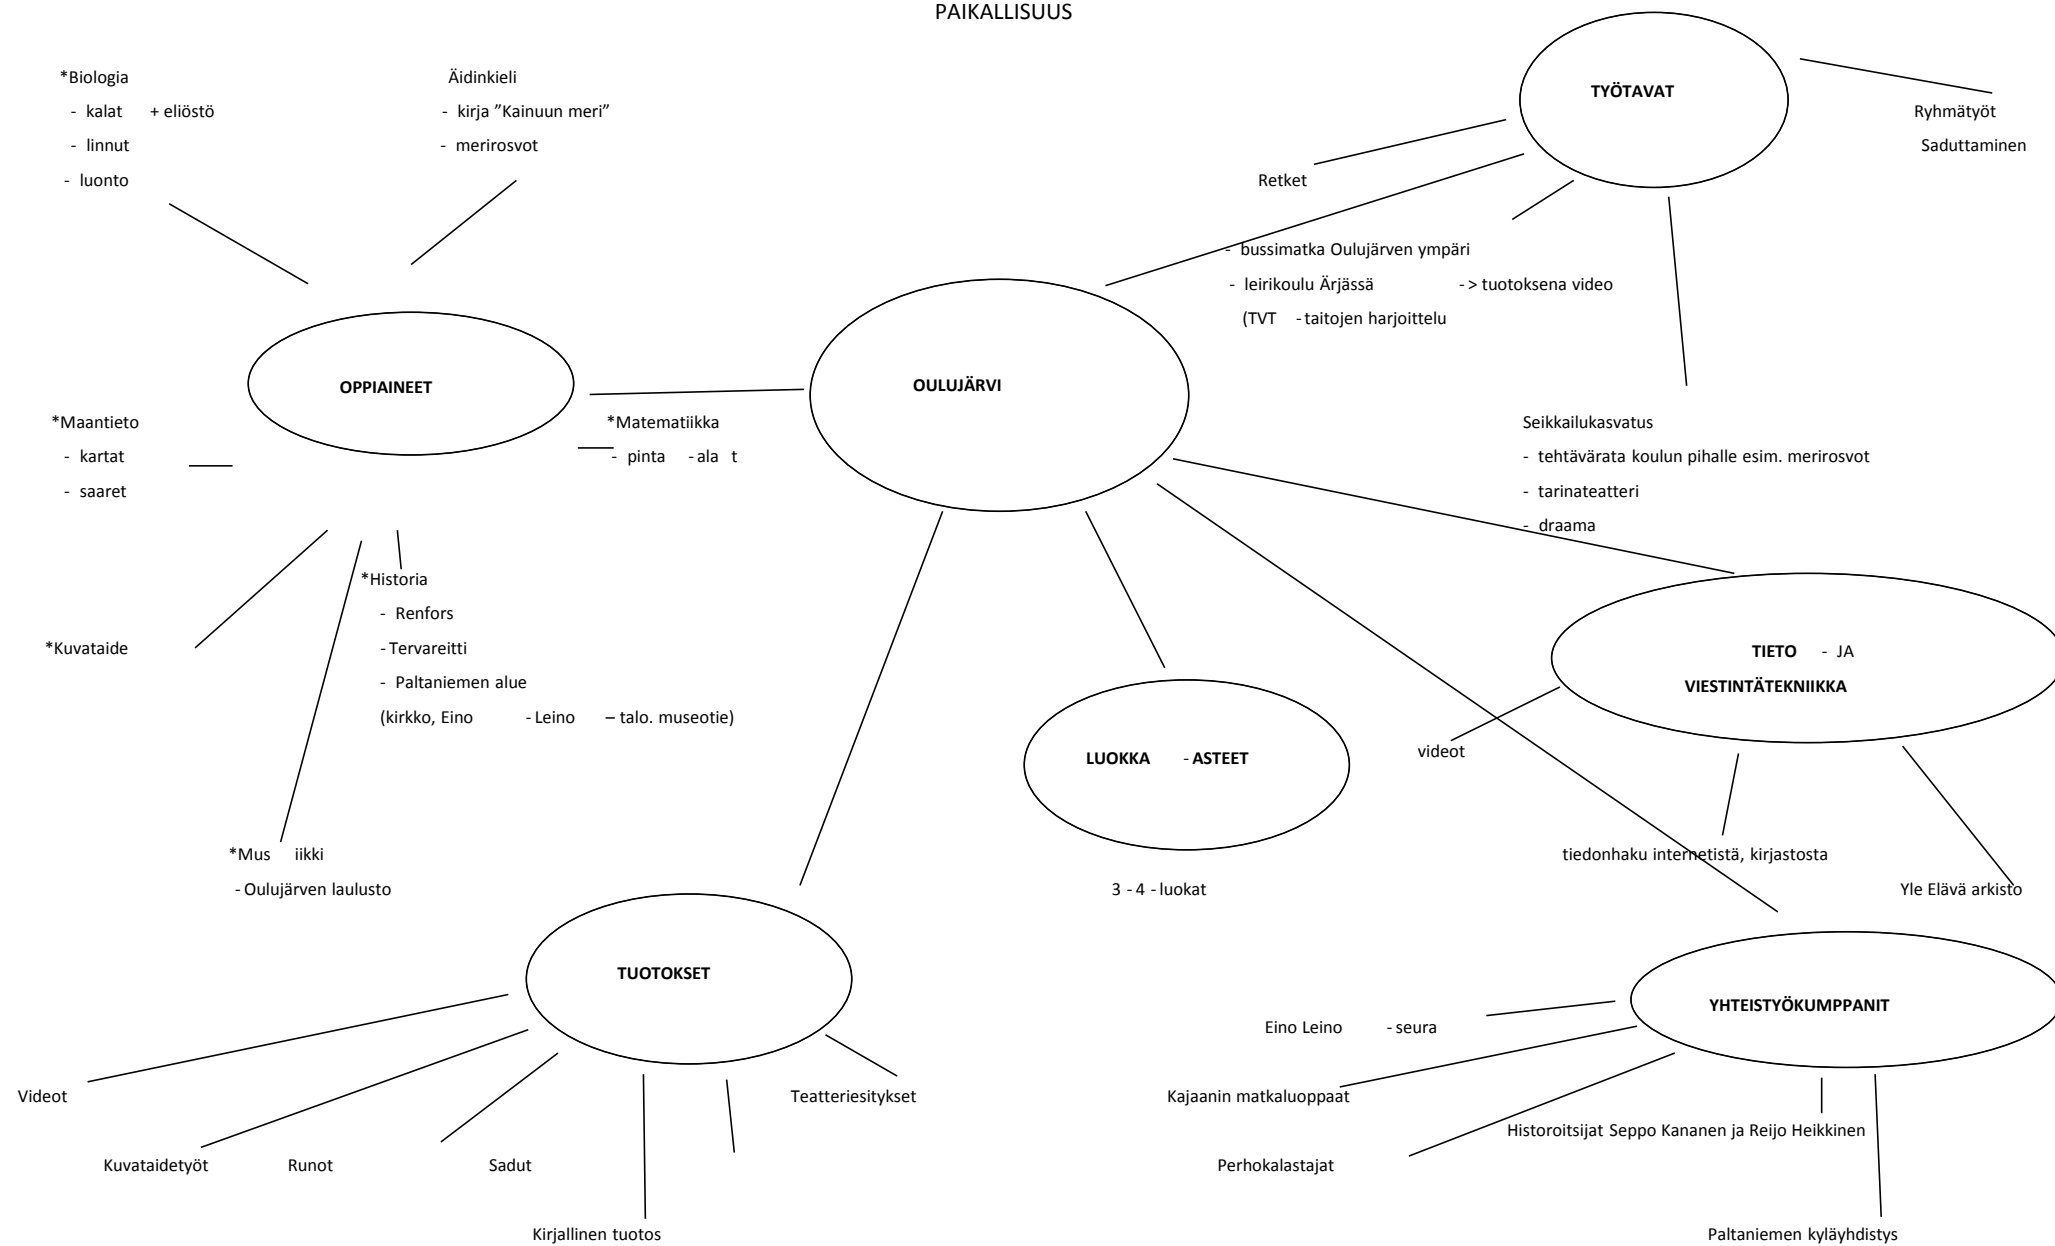 PAIKALLISUUS
*Biologia
- kalat + eliöstö
- linnut
- luonto
Äidinkieli
- kirja ”Kainuun meri”
- merirosvot
TYÖTAVAT
Ryhmätyöt
Saduttaminen
Retket
- bussimatka Oulujärven ympäri
- leirikoulu Ärjässä -> tuotoksena video
(TVT -taitojen harjoittelu
OPPIAINEET
OULUJÄRVI
*Maantieto
- kartat
- saaret
*Matematiikka
- pinta -ala t
Seikkailukasvatus
- tehtävärata koulun pihalle esim. merirosvot
- tarinateatteri
- draama
*Kuvataide
*Historia
- Renfors
-Tervareitti
- Paltaniemen alue
(kirkko, Eino -Leino – talo. museotie)
TIETO - JA
VIESTINTÄTEKNIIKKA
LUOKKA -ASTEET
videot
*Mus iikki
-Oulujärven laulusto
3 -4 -luokat
tiedonhaku internetistä, kirjastosta
Yle Elävä arkisto
TUOTOKSET
YHTEISTYÖKUMPPANIT
Eino Leino -seura
Videot
Teatteriesitykset
Kajaanin matkaluoppaat
Historoitsijat Seppo Kananen ja Reijo Heikkinen
Kuvataidetyöt
Runot
Sadut
Perhokalastajat
Kirjallinen tuotos
Paltaniemen kyläyhdistys